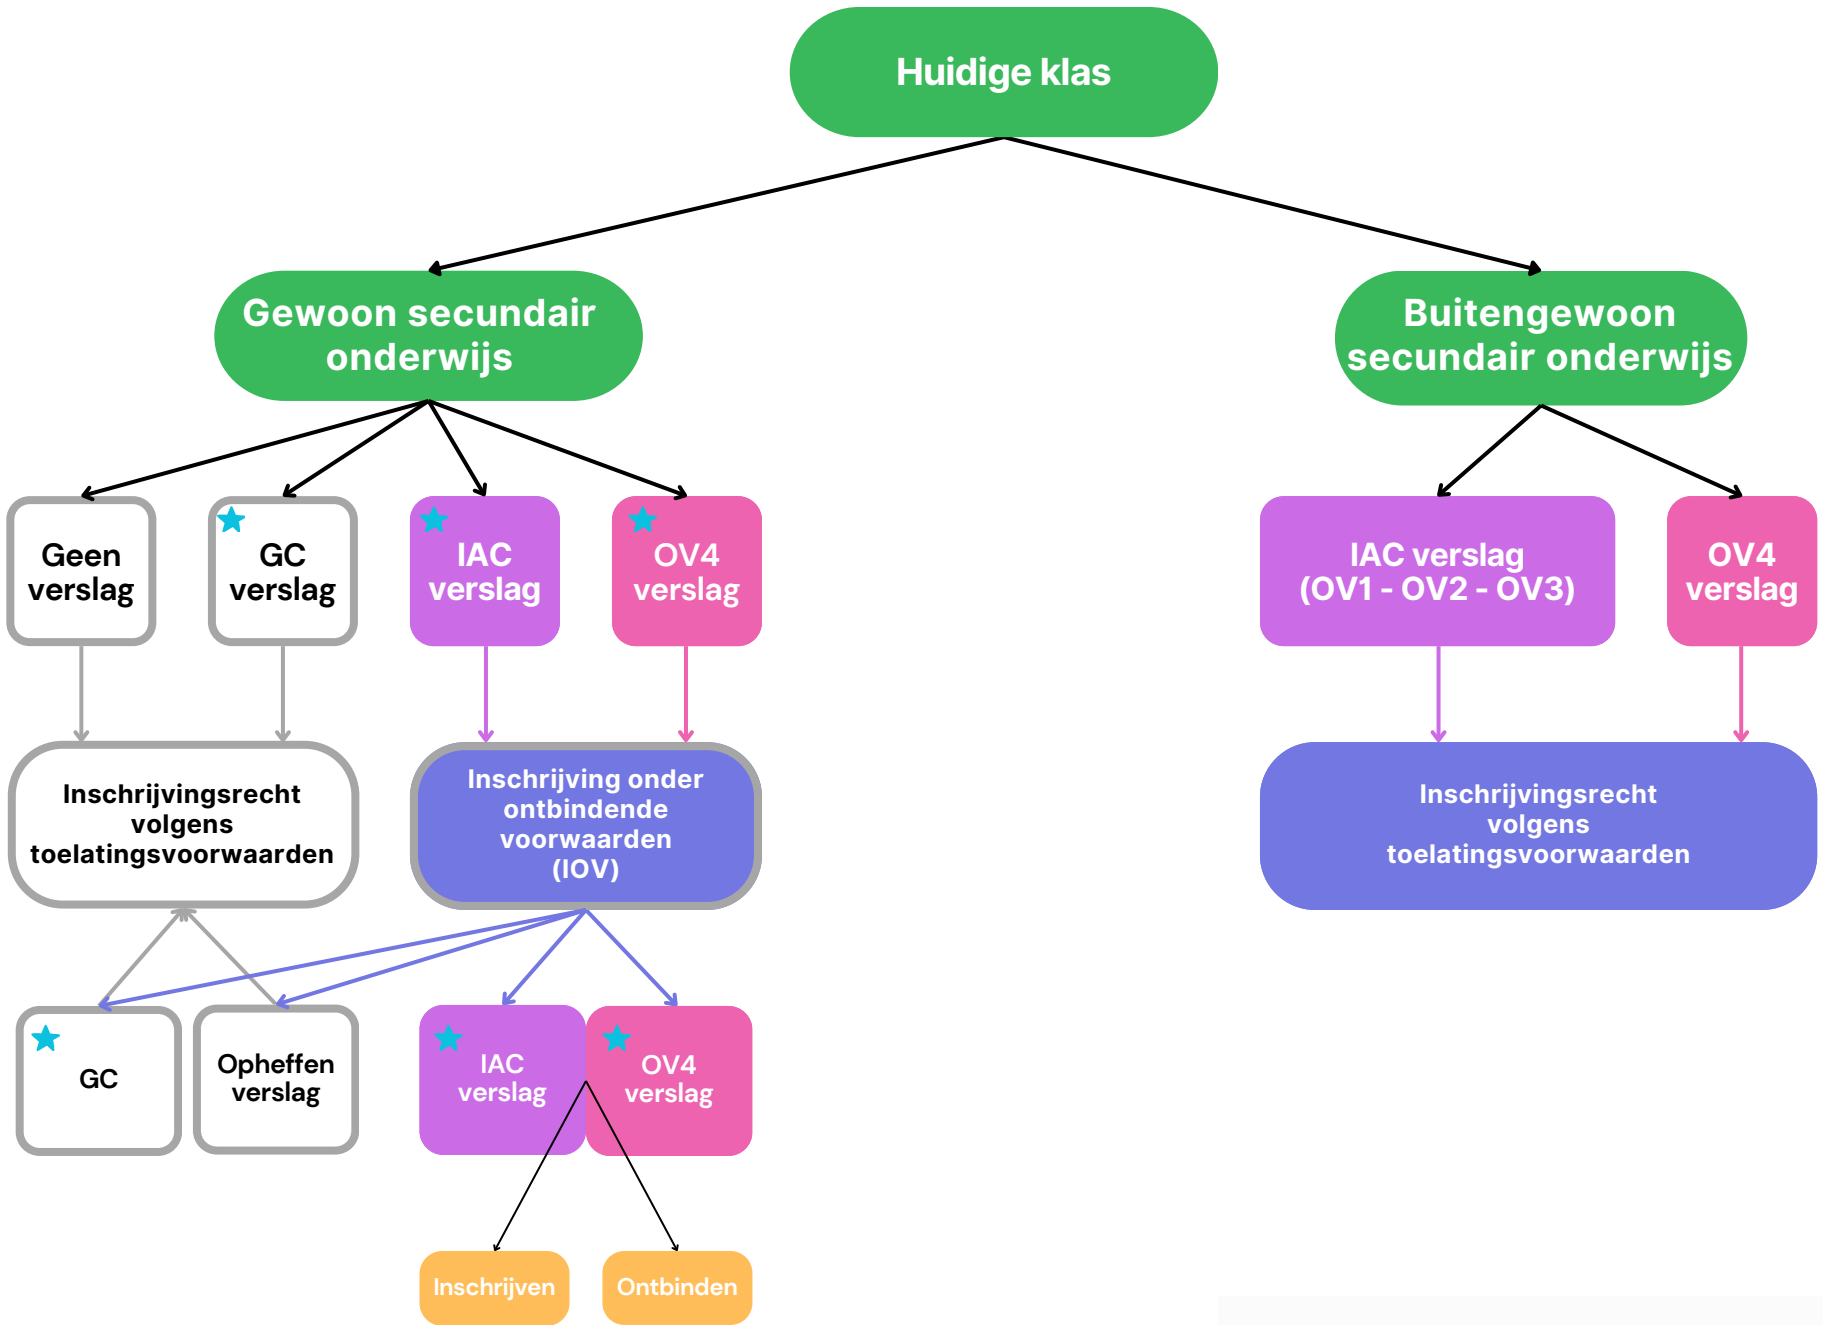 Huidige klas
Gewoon secundair
onderwijs
Buitengewoon
secundair onderwijs
Geen
verslag
GC
verslag
IAC
verslag
OV4
verslag
IAC verslag
(OV1 - OV2 - OV3)
OV4
verslag
Inschrijvingsrecht
volgens
toelatingsvoorwaarden
Inschrijving onder
ontbindende
voorwaarden
(IOV)
Inschrijvingsrecht
volgens
toelatingsvoorwaarden
GC
Opheffen
verslag
IAC
verslag
OV4
verslag
Inschrijven
Ontbinden